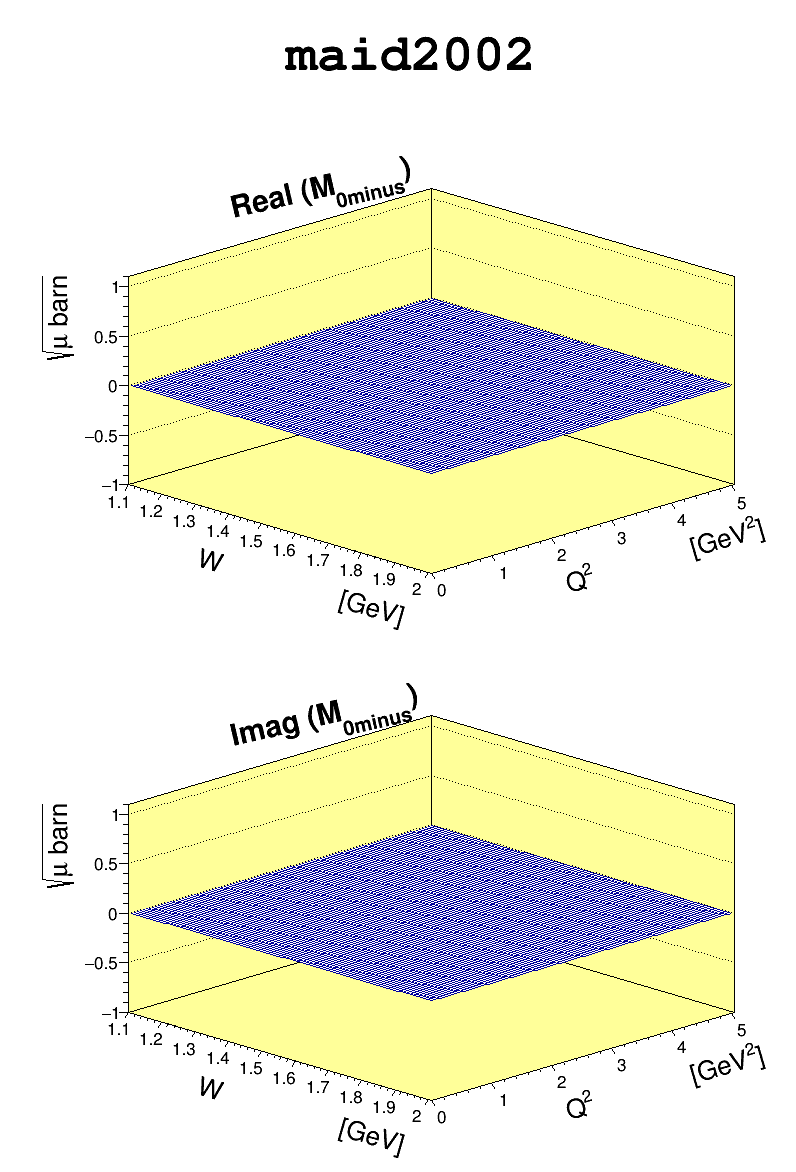 maid2002
Real (M0minus)
√μ barn
1
0.5
0
−0.5
−1
1.1 1.2 1.3 1.4 1.5 1.6 1.7 1.8 1.9 2
W
[GeV]
0 1 2 3 4 5
Q²
[GeV²]
Imag (M0minus)
√μ barn
1
0.5
0
−0.5
−1
1.1 1.2 1.3 1.4 1.5 1.6 1.7 1.8 1.9 2
W
[GeV]
0 1 2 3 4 5
Q²
[GeV²]